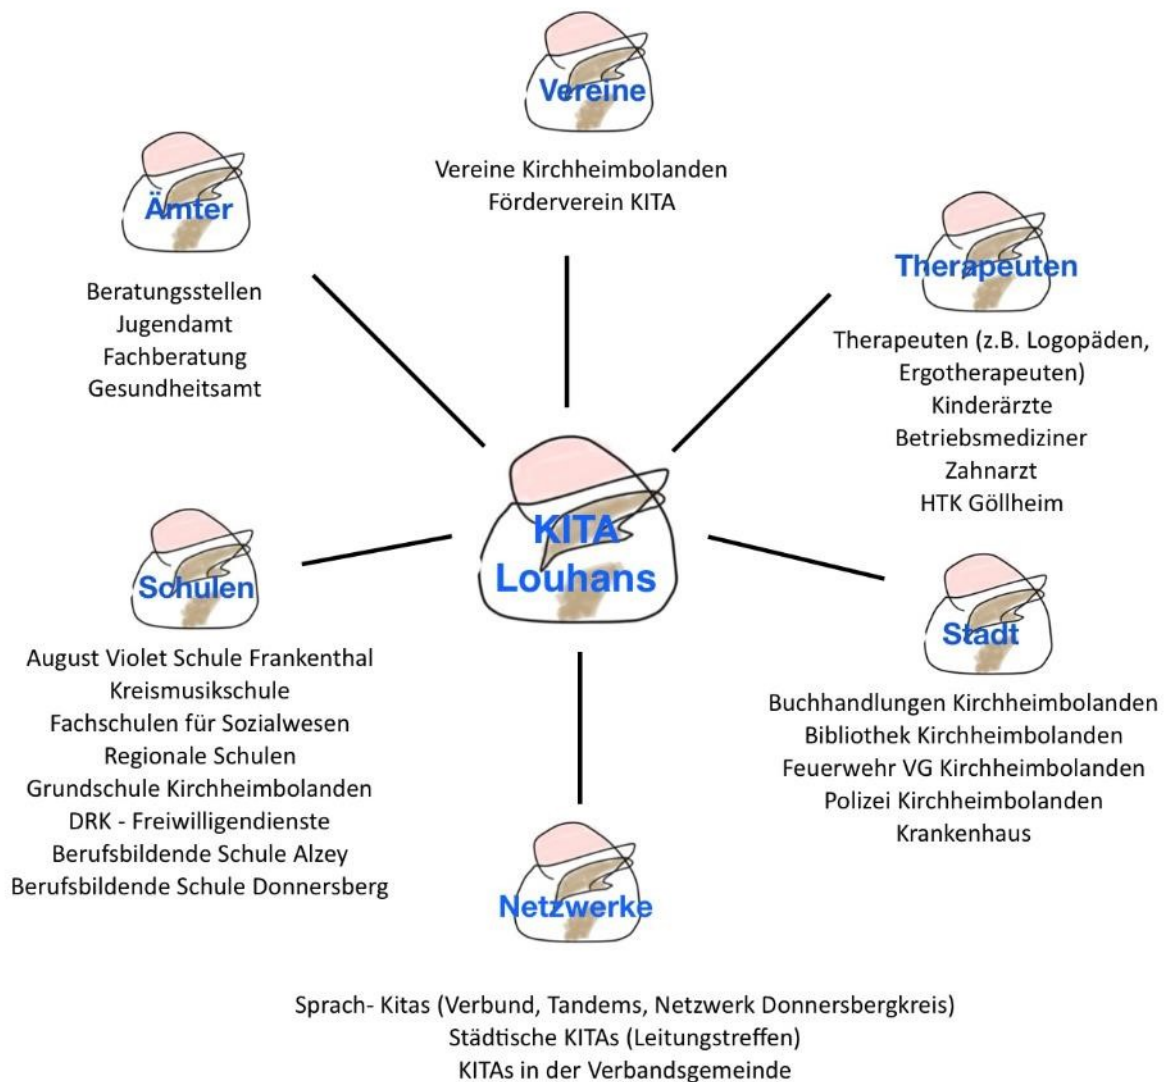 Vereine
Vereine Kirchheimbolanden
Förderverein KITA
Ämter
Beratungsstellen
Jugendamt
Fachberatung
Gesundheitsamt
Therapeuten
Therapeuten (z.B. Logopäden,
Ergotherapeuten)
Kinderärzte
Betriebsmediziner
Zahnarzt
HTK Göllheim
KITA
Louhans
Schulen
August Violet Schule Frankenthal
Kreismusikschule
Fachschulen für Sozialwesen
Regionale Schulen
Grundschule Kirchheimbolanden
DRK - Freiwilligendienste
Berufsbildende Schule Alzey
Berufsbildende Schule Donnersberg
Stadt
Buchhandlungen Kirchheimbolanden
Bibliothek Kirchheimbolanden
Feuerwehr VG Kirchheimbolanden
Polizei Kirchheimbolanden
Krankenhaus
Netzwerke
Sprach- Kitas (Verbund, Tandems, Netzwerk Donnersbergkreis)
Städtische KITAs (Leitungstreffen)
KITAs in der Verbandsgemeinde